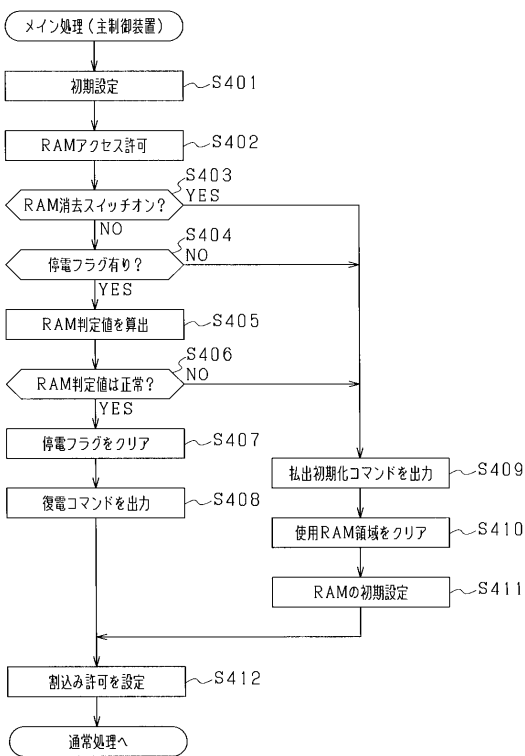 メイン処理(主制御装置)
初期設定
S401
RAMアクセス許可
S402
RAM消去スイッチオン?
S403
YES
NO
停電フラグ有り?
S404
NO
YES
RAM判定値を算出
S405
RAM判定値は正常?
S406
NO
YES
停電フラグをクリア
S407
復電コマンドを出力
S408
払出初期化コマンドを出力
S409
使用RAM領域をクリア
S410
RAMの初期設定
S411
割込み許可を設定
S412
通常処理へ